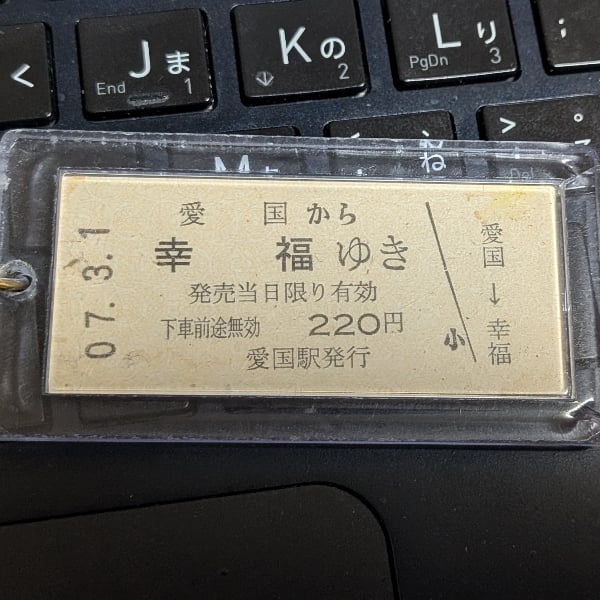 <
J ま
End 1
K の
2
L り
PgDn 3
;
M
ね
>
.
Del
愛国から
幸福ゆき
発売当日限り有効
下車前途無効 220円
愛国駅発行
07.3.1
小
愛国→幸福